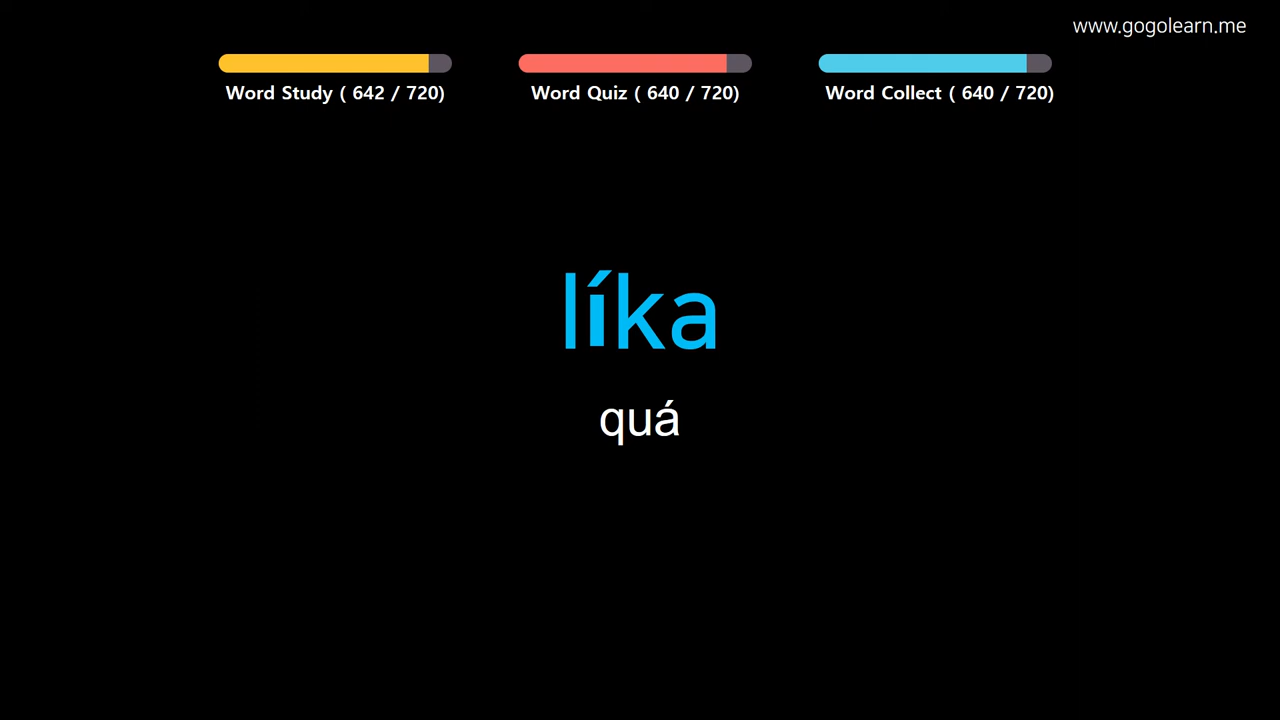 www.gogolearn.me
Word Study ( 642 / 720)
Word Quiz ( 640 / 720)
Word Collect ( 640 / 720)
líka
quá